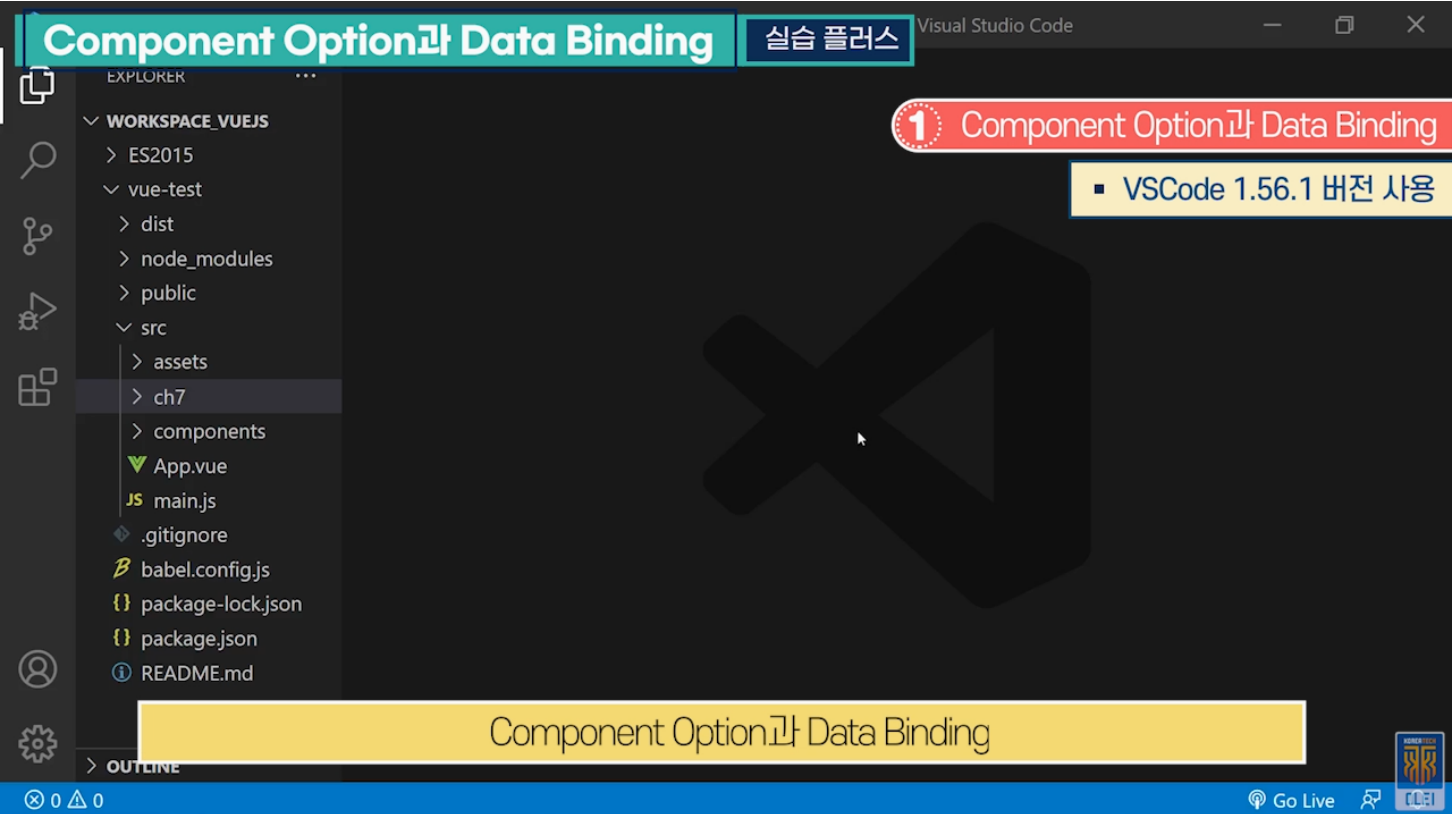 Component Option과 Data Binding
실습 플러스
Visual Studio Code
EXPLORER
WORKSPACE_VUEJS
ES2015
vue-test
dist
node_modules
public
src
assets
ch7
components
App.vue
JS main.js
.gitignore
babel.config.js
{} package-lock.json
{} package.json
README.md
OUTLINE
1 Component Option과 Data Binding
▪ VSCode 1.56.1 버전 사용
Component Option과 Data Binding
0 0
Go Live
KOREATECH